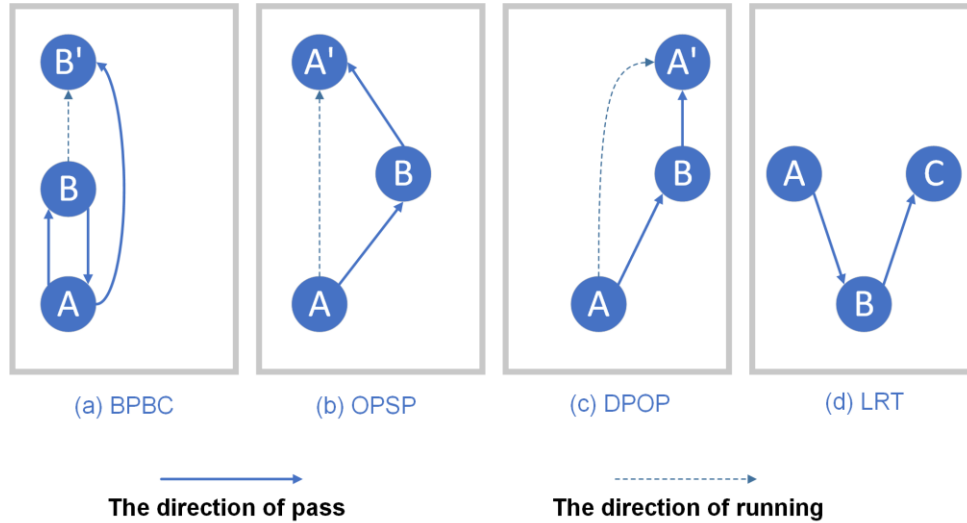 B'
B
A
(a) BPBC
A'
B
A
(b) OPSP
A'
B
A
(c) DPOP
A
C
B
(d) LRT
The direction of pass
The direction of running